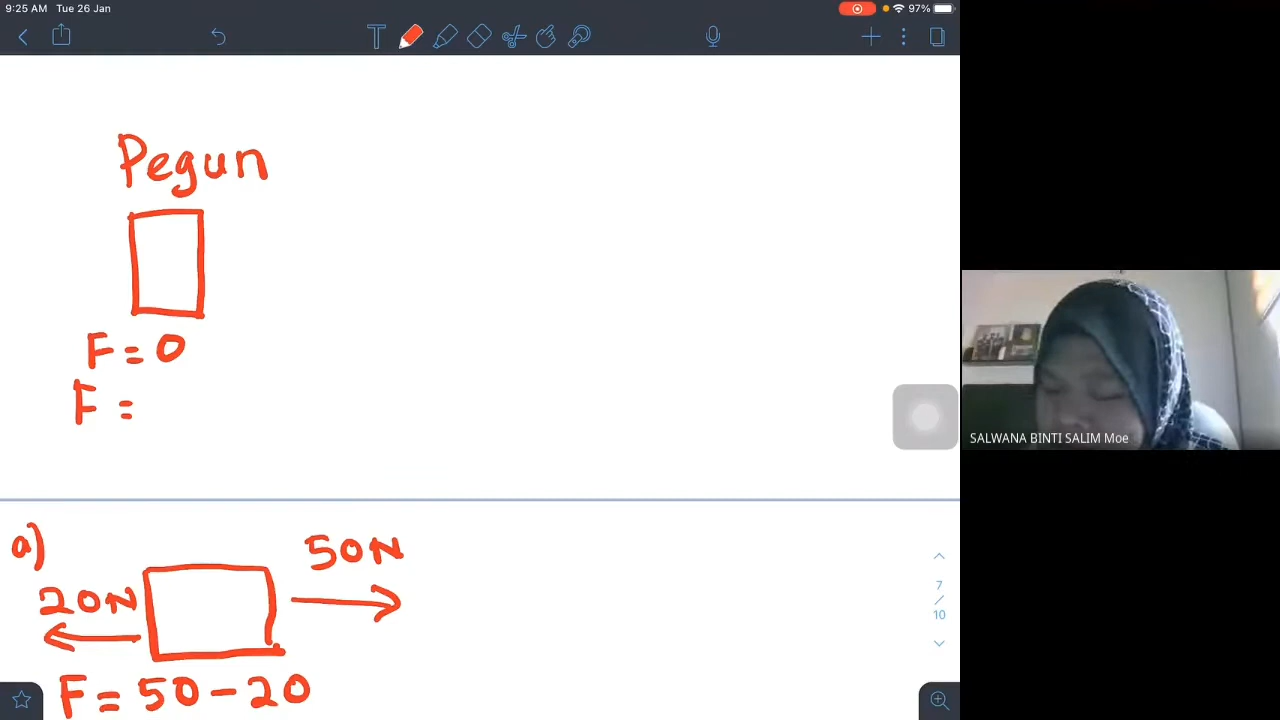 9:25 AM Tue 26 Jan
97%
T
Pegun
F = 0
F =
SALWANA BINTI SALIM Moe
a)
50N
20N
7
/
10
F = 50 - 20